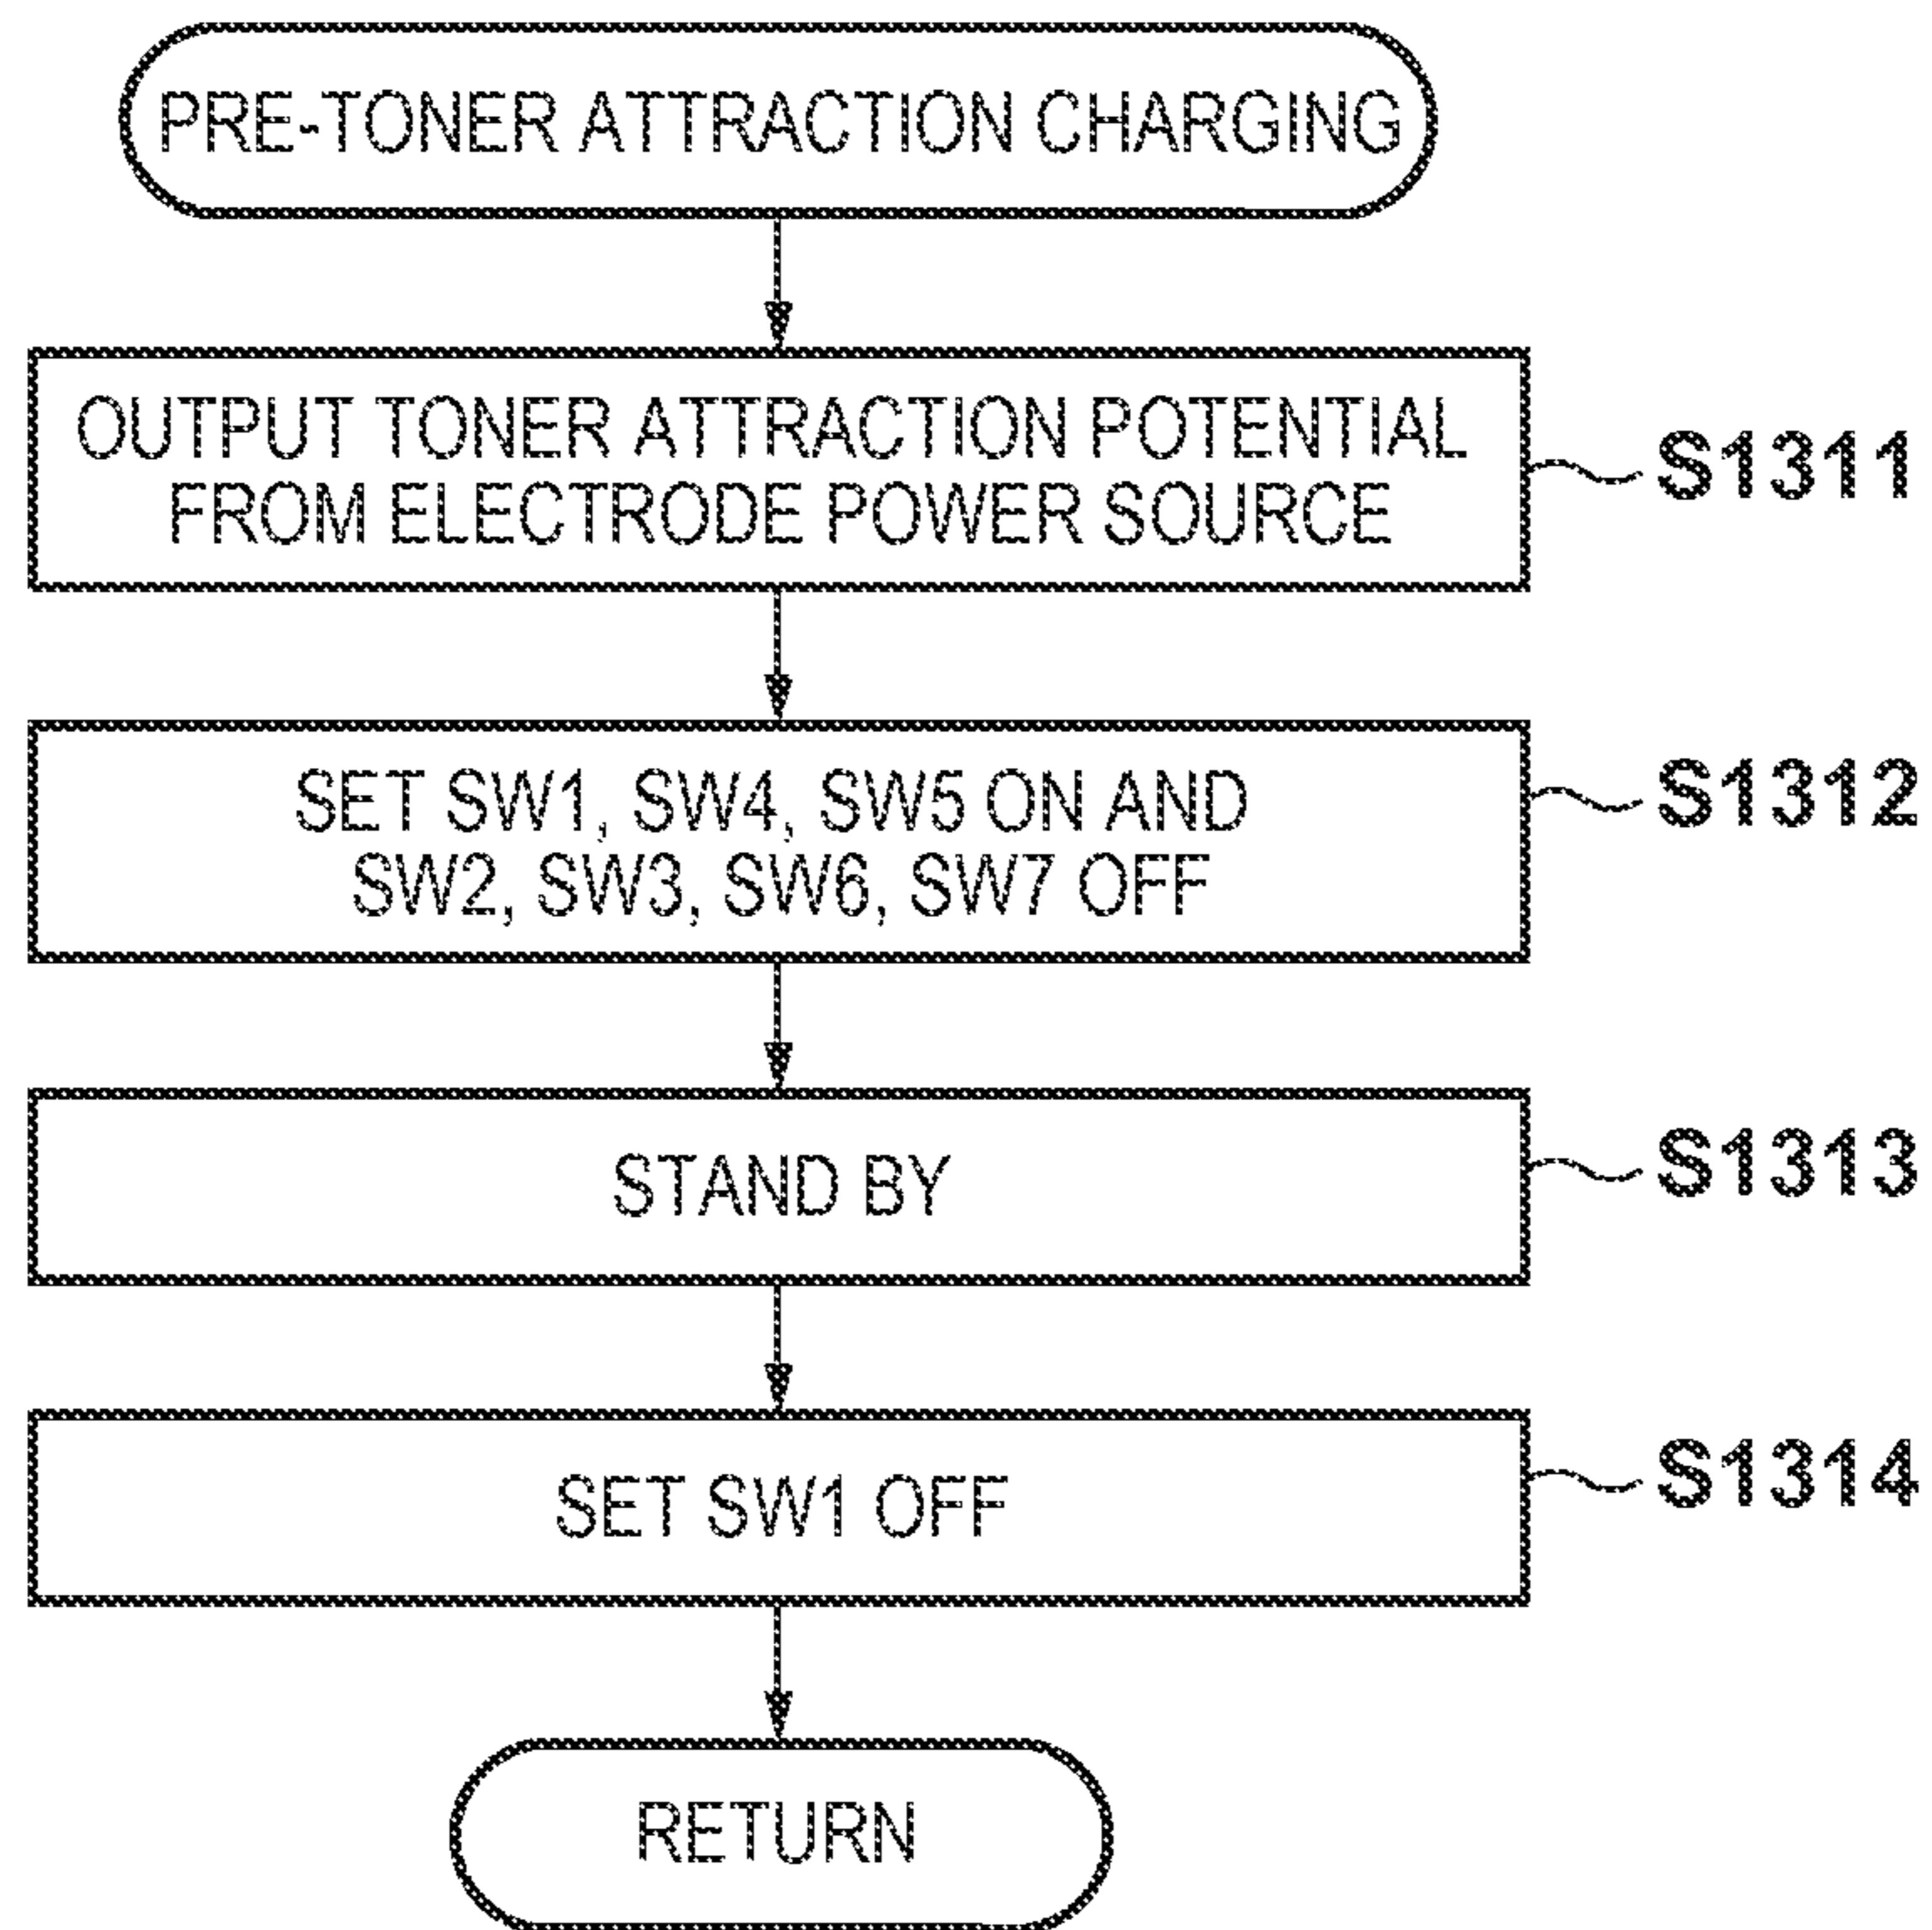 PRE-TONER ATTRACTION CHARGING
OUTPUT TONER ATTRACTION POTENTIAL
FROM ELECTRODE POWER SOURCE
S1311
SET SW1, SW4, SW5 ON AND
SW2, SW3, SW6, SW7 OFF
S1312
STAND BY
S1313
SET SW1 OFF
S1314
RETURN